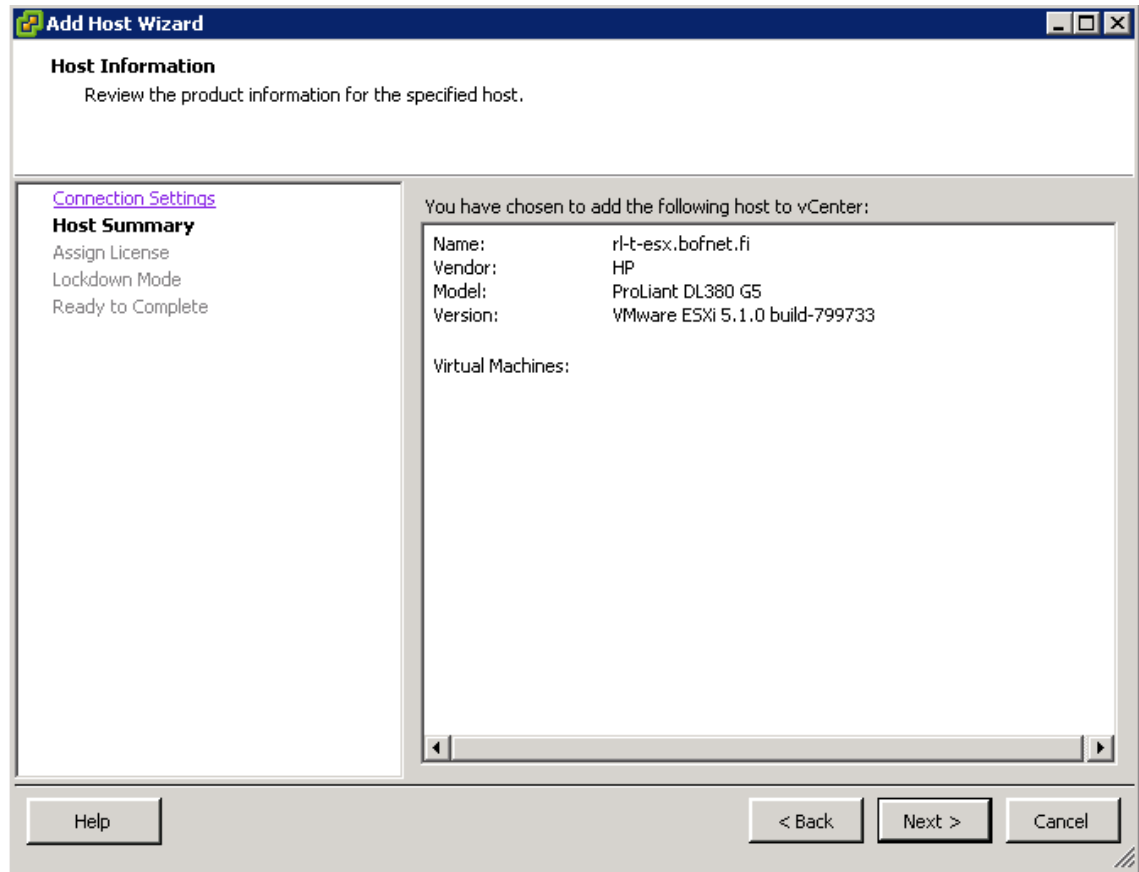 Add Host Wizard
Host Information
Review the product information for the specified host.
Connection Settings
Host Summary
Assign License
Lockdown Mode
Ready to Complete
You have chosen to add the following host to vCenter:
Name: rl-t-esx.bofnet.fi
Vendor: HP
Model: ProLiant DL380 G5
Version: VMware ESXi 5.1.0 build-799733
Virtual Machines:
Help
< Back
Next >
Cancel